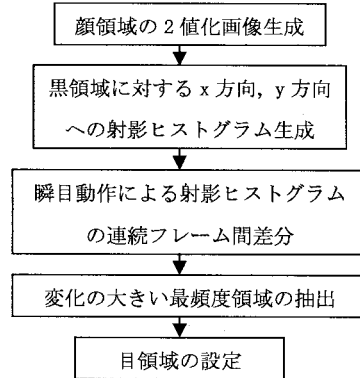 顔領域の2値化画像生成
黒領域に対するx方向,y方向
への射影ヒストグラム生成
瞬目動作による射影ヒストグラム
の連続フレーム間差分
変化の大きい最頻度領域の抽出
目領域の設定